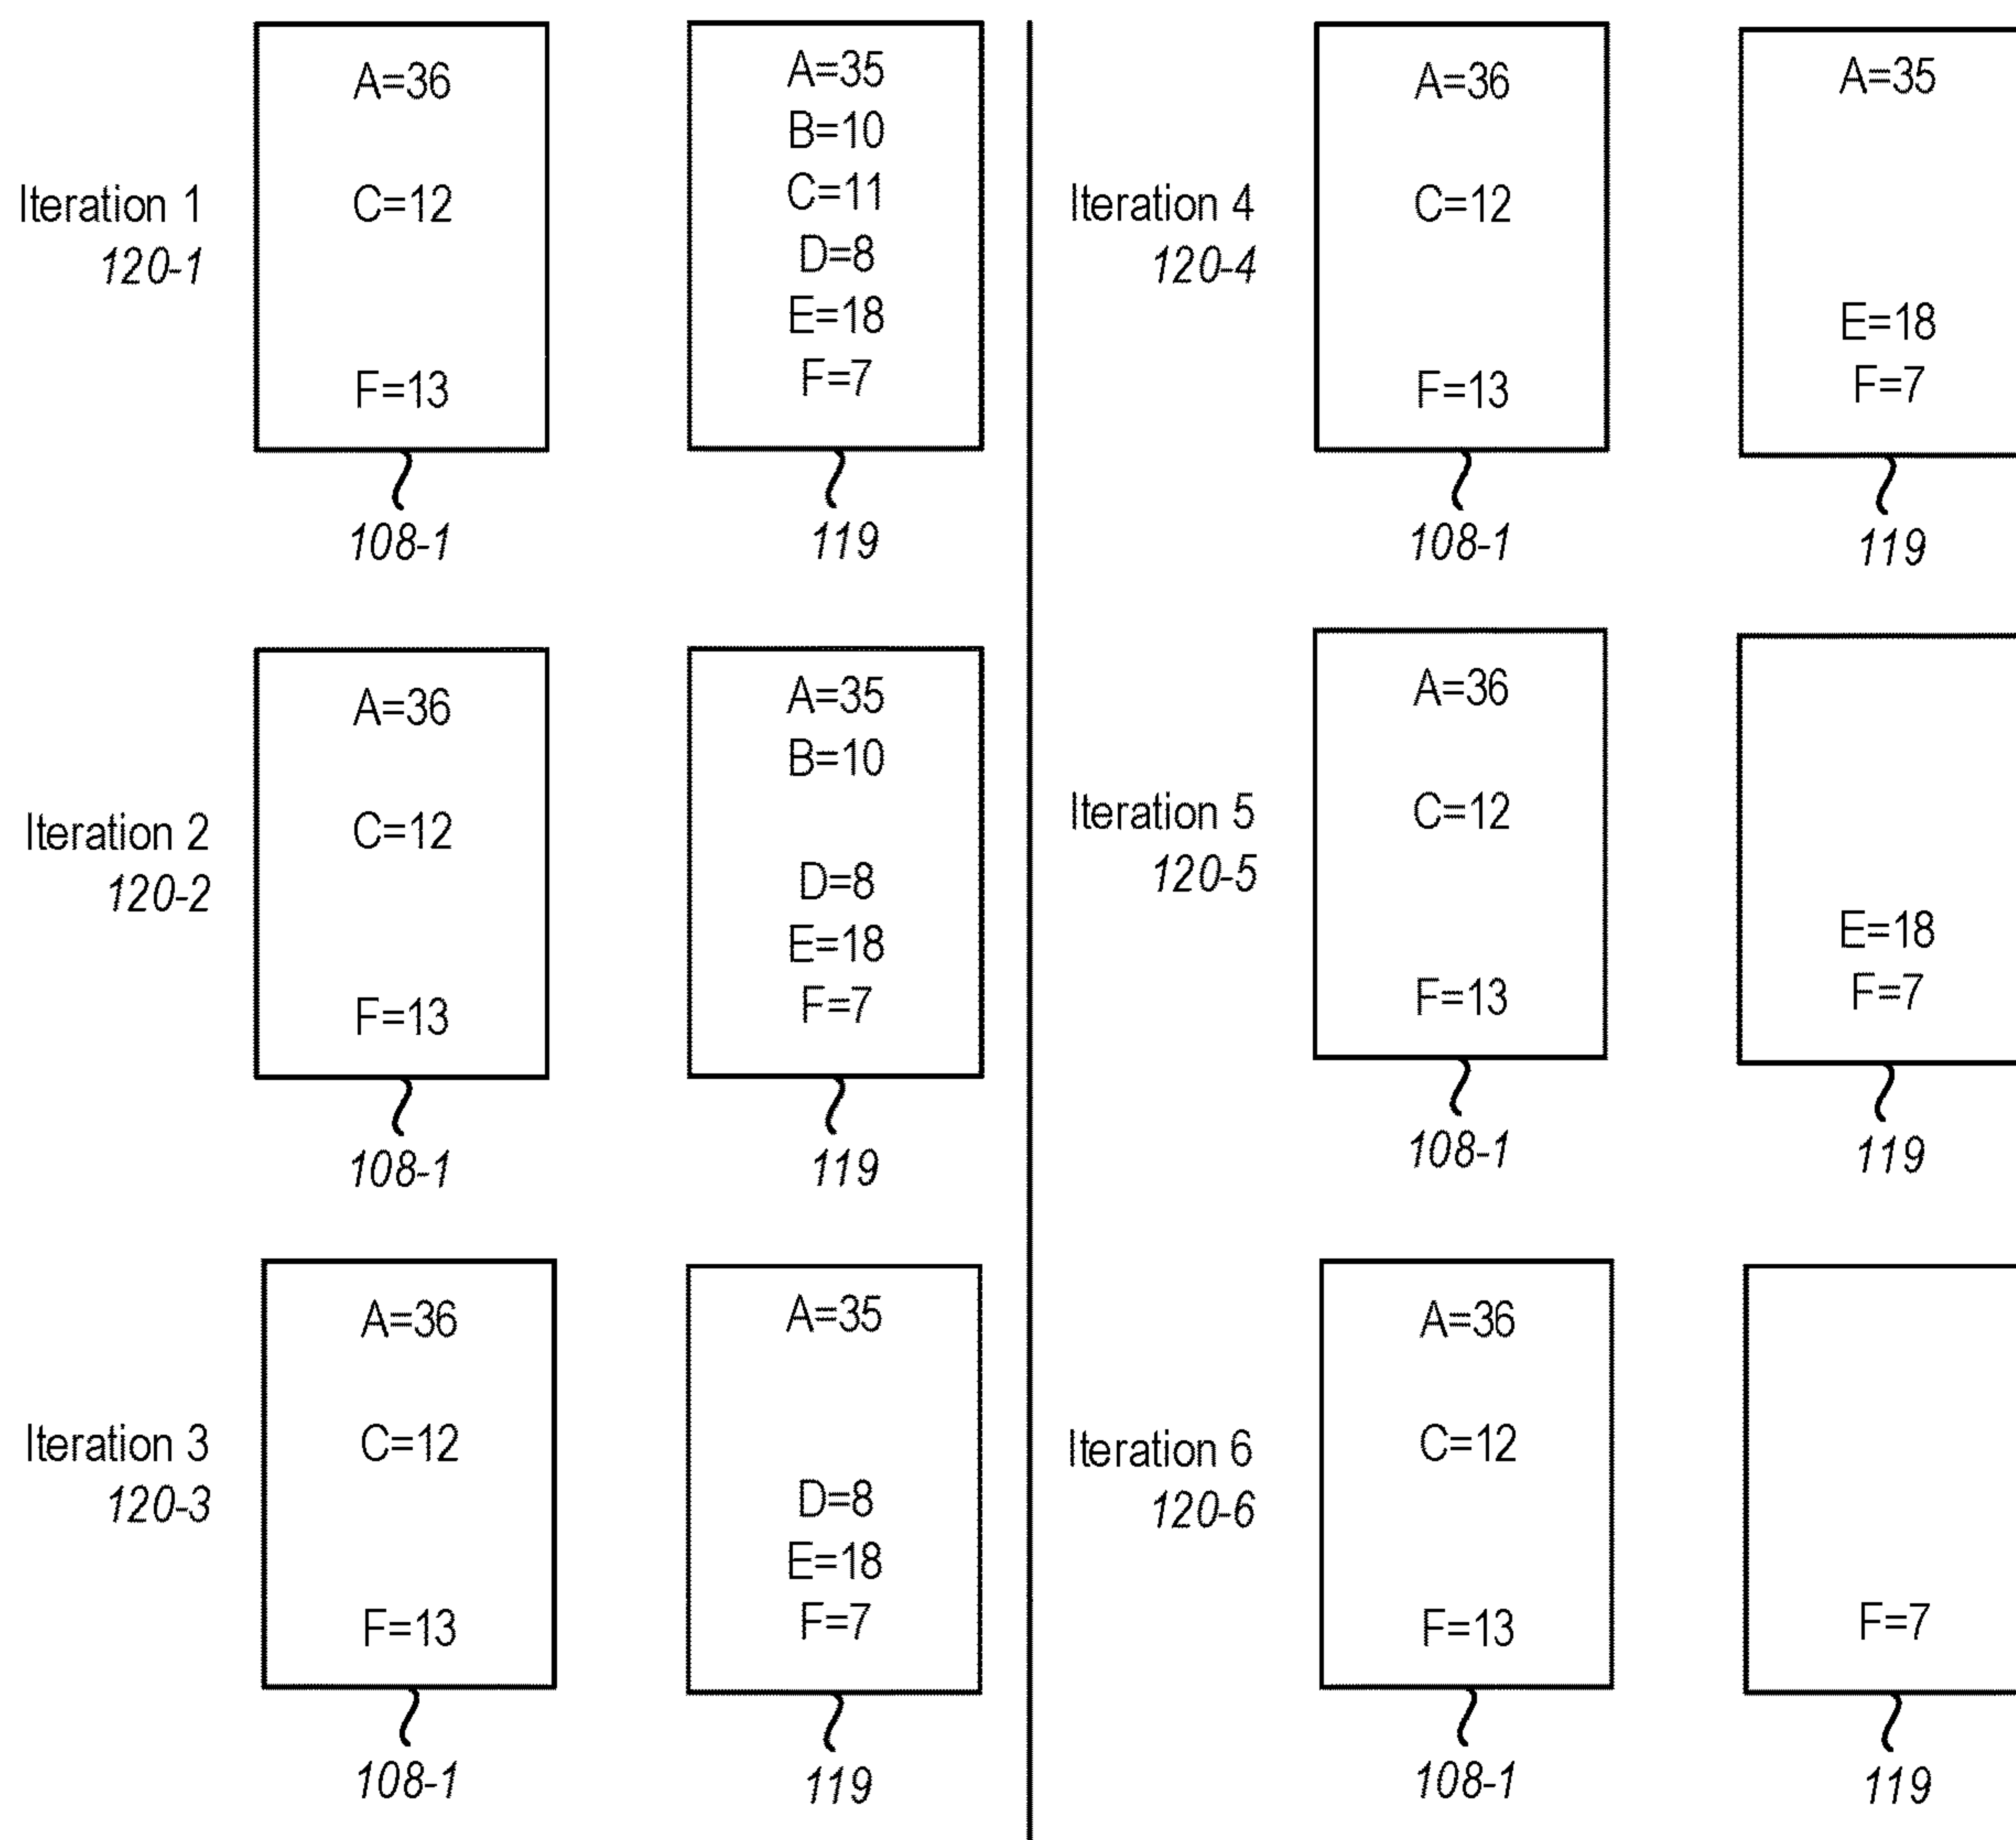 Iteration 1
120-1
A=36
C=12
F=13
108-1
A=35
B=10
C=11
D=8
E=18
F=7
119
Iteration 2
120-2
A=36
C=12
F=13
108-1
A=35
B=10
D=8
E=18
F=7
119
Iteration 3
120-3
A=36
C=12
F=13
108-1
A=35
D=8
E=18
F=7
119
Iteration 4
120-4
A=36
C=12
F=13
108-1
A=35
E=18
F=7
119
Iteration 5
120-5
A=36
C=12
F=13
108-1
E=18
F=7
119
Iteration 6
120-6
A=36
C=12
F=13
108-1
F=7
119